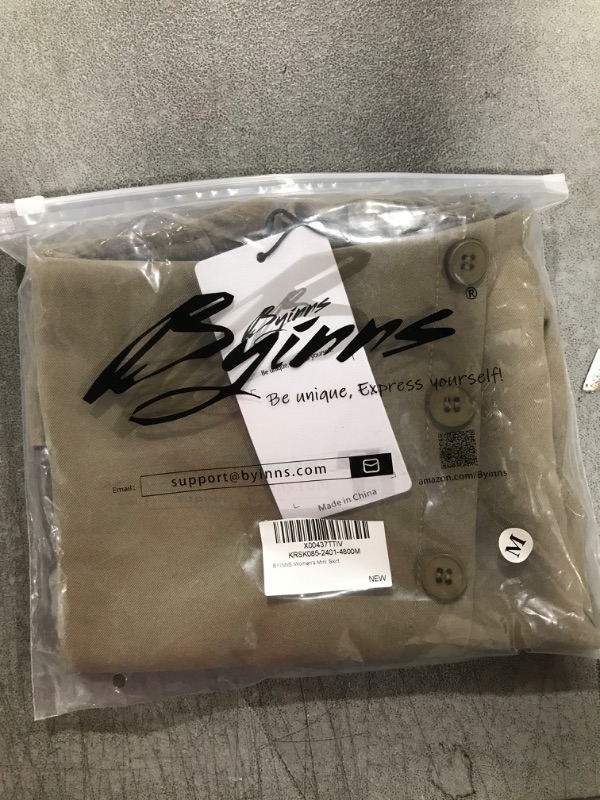 Byinns
®
Byinns
Be unique, Express yourself!
Email:
support@byinns.com
amazon.com/Byinns
Made in China
X00437TTIV
KRSK085-2401-4800M
BYINNS Women's Mini Skirt
NEW
M